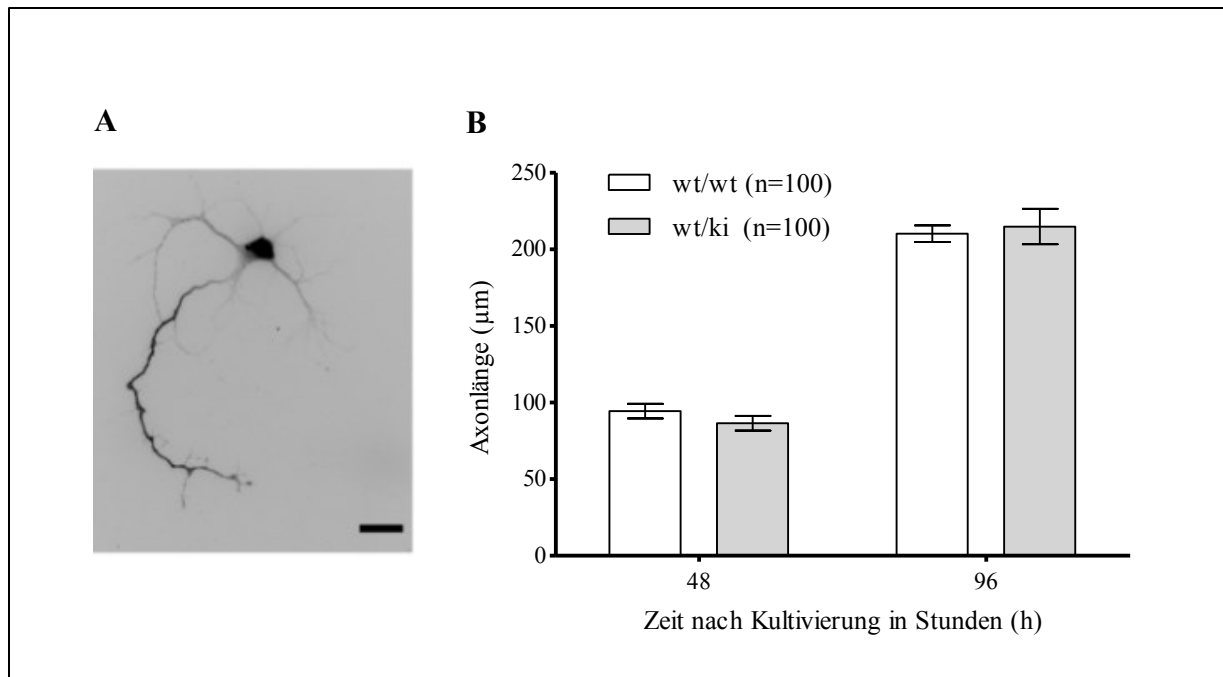 A
B
wt/wt (n=100)
wt/ki (n=100)
Axonlänge (µm)
250
200
150
100
50
0
48
96
Zeit nach Kultivierung in Stunden (h)